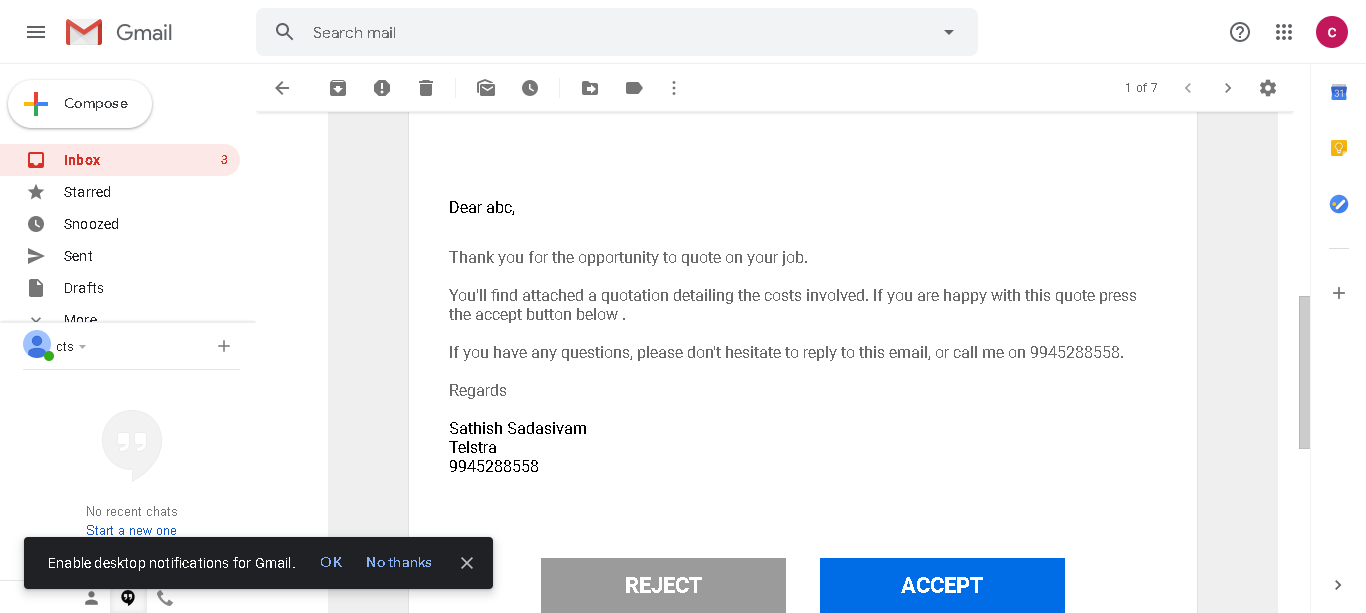 Gmail
Search mail
C
Compose
1 of 7
31
Inbox 3
Starred
Snoozed
Sent
Drafts
More
cts
No recent chats
Start a new one
Enable desktop notifications for Gmail. OK No thanks
Dear abc,
Thank you for the opportunity to quote on your job.
You'll find attached a quotation detailing the costs involved. If you are happy with this quote press
the accept button below .
If you have any questions, please don't hesitate to reply to this email, or call me on 9945288558.
Regards
Sathish Sadasivam
Telstra
9945288558
REJECT ACCEPT